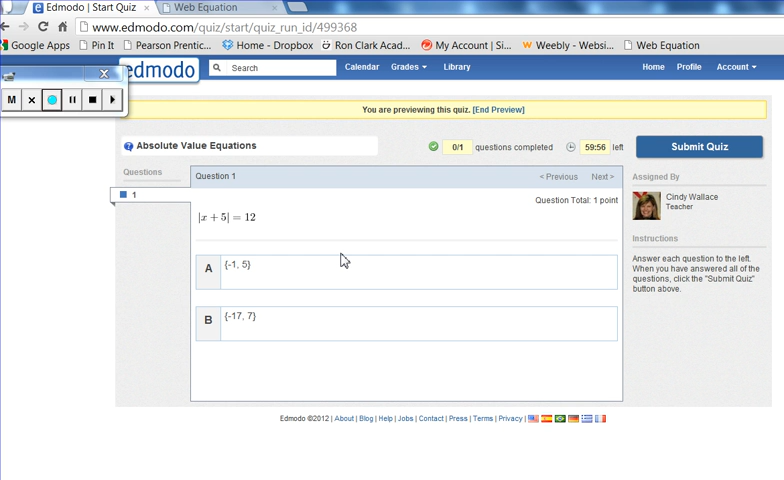 Edmodo | Start Quiz
Web Equation
www.edmodo.com/quiz/start/quiz_run_id/499368
Google Apps
Pin It
Pearson Prentic...
Home - Dropbox
Ron Clark Acad...
My Account | Si...
Weebly - Websi...
Web Equation
edmodo
Search
Calendar
Grades
Library
Home
Profile
Account
M
You are previewing this quiz. [End Preview]
Absolute Value Equations
0/1 questions completed
59:56 left
Submit Quiz
Questions
1
Question 1
< Previous
Next >
Question Total: 1 point
|x + 5| = 12
A {-1, 5}
B {-17, 7}
Assigned By
Cindy Wallace
Teacher
Instructions
Answer each question to the left.
When you have answered all of the
questions, click the "Submit Quiz"
button above.
Edmodo ©2012 | About | Blog | Help | Jobs | Contact | Press | Terms | Privacy |